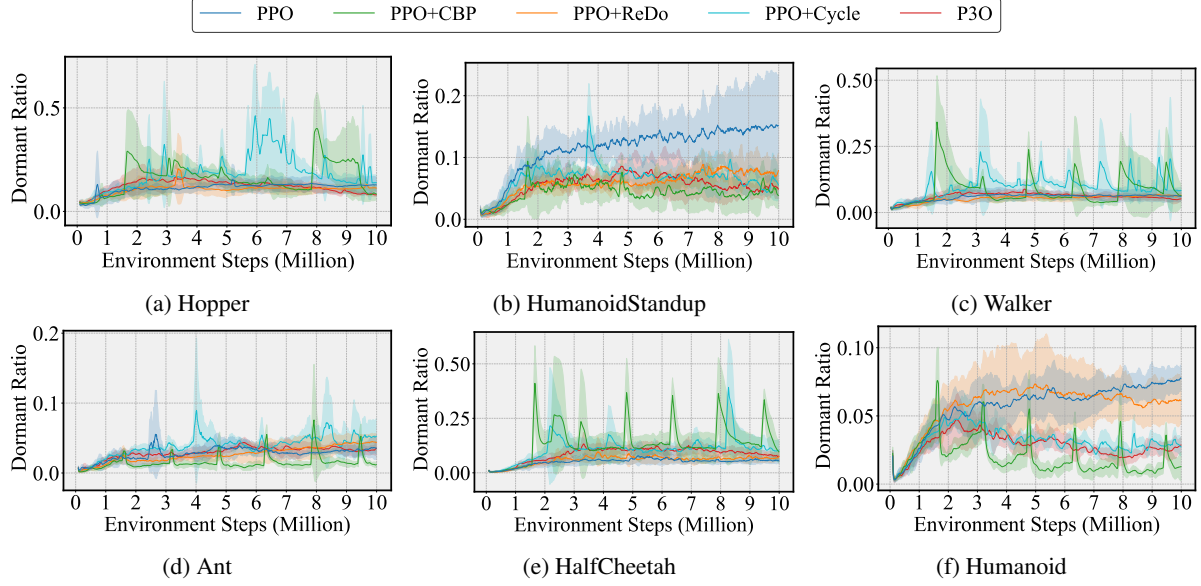 PPO PPO+CBP PPO+ReDo PPO+Cycle P3O
Dormant Ratio
0.5
0.0
0 1 2 3 4 5 6 7 8 9 10
Environment Steps (Million)
(a) Hopper
Dormant Ratio
0.2
0.1
0.0
0 1 2 3 4 5 6 7 8 9 10
Environment Steps (Million)
(b) HumanoidStandup
Dormant Ratio
0.50
0.25
0.00
0 1 2 3 4 5 6 7 8 9 10
Environment Steps (Million)
(c) Walker
Dormant Ratio
0.2
0.1
0.0
0 1 2 3 4 5 6 7 8 9 10
Environment Steps (Million)
(d) Ant
Dormant Ratio
0.50
0.25
0.00
0 1 2 3 4 5 6 7 8 9 10
Environment Steps (Million)
(e) HalfCheetah
Dormant Ratio
0.10
0.05
0.00
0 1 2 3 4 5 6 7 8 9 10
Environment Steps (Million)
(f) Humanoid